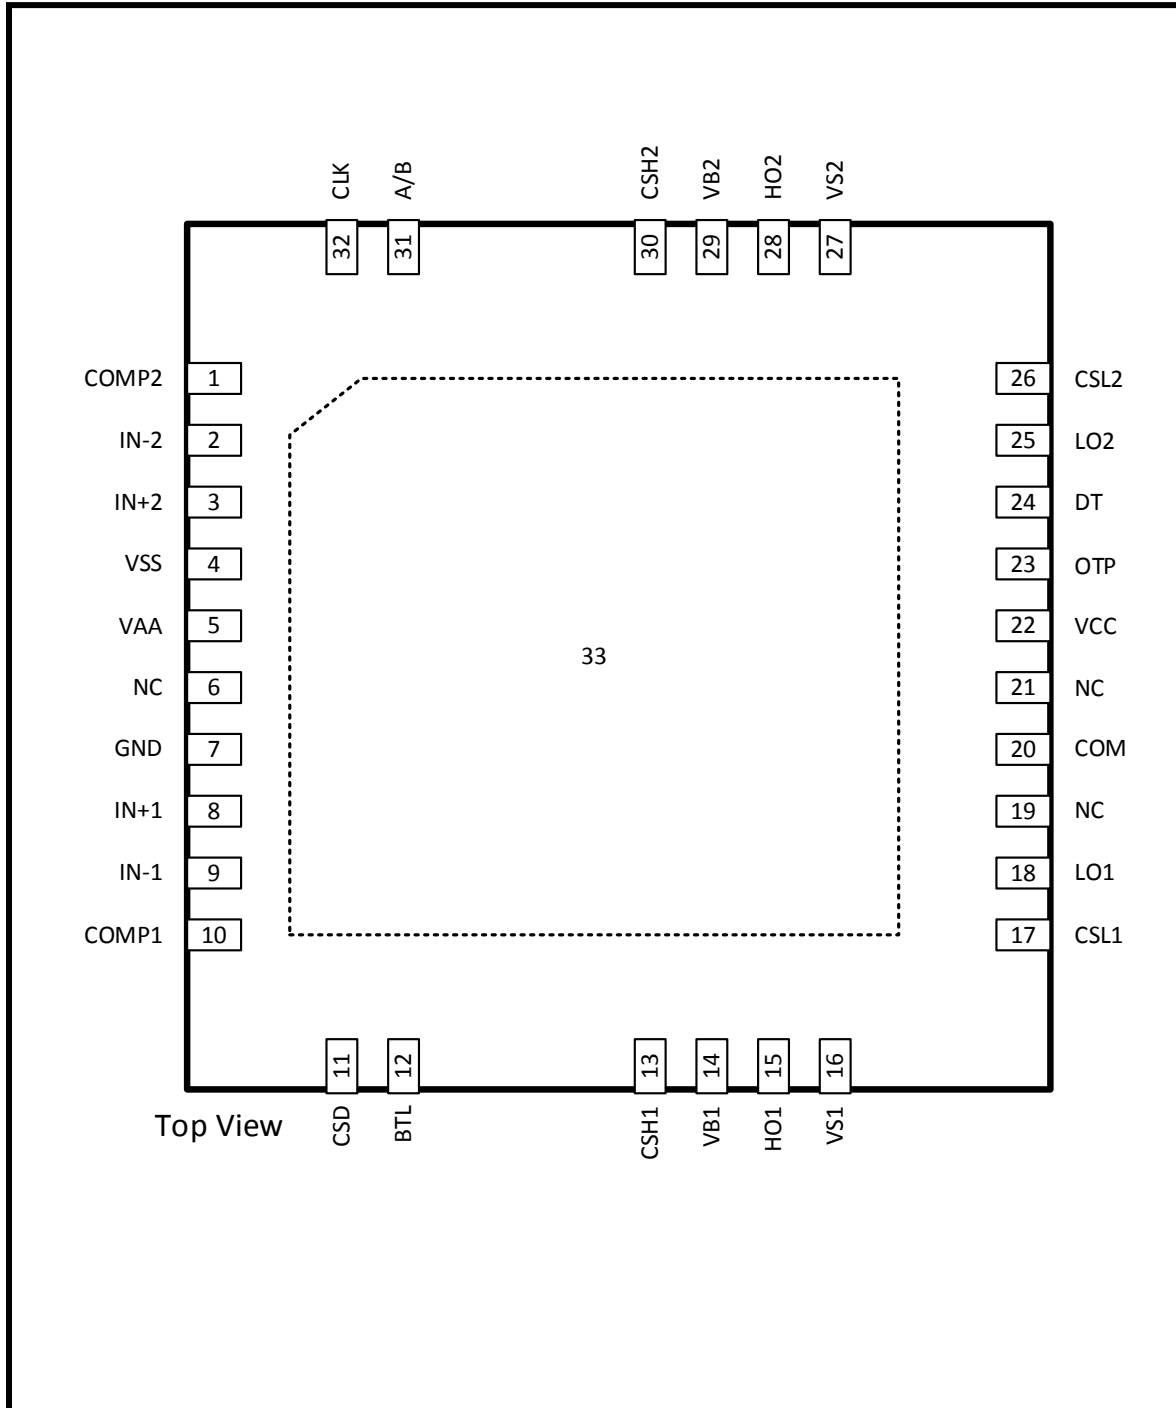 CLK A/B CSH2 VB2 HO2 VS2
32 31 30 29 28 27
COMP2 1 26 CSL2
IN-2 2 25 LO2
IN+2 3 24 DT
VSS 4 23 OTP
VAA 5 22 VCC
33
NC 6 21 NC
GND 7 20 COM
IN+1 8 19 NC
IN-1 9 18 LO1
COMP1 10 17 CSL1
11 12 13 14 15 16
Top View CSD BTL CSH1 VB1 HO1 VS1